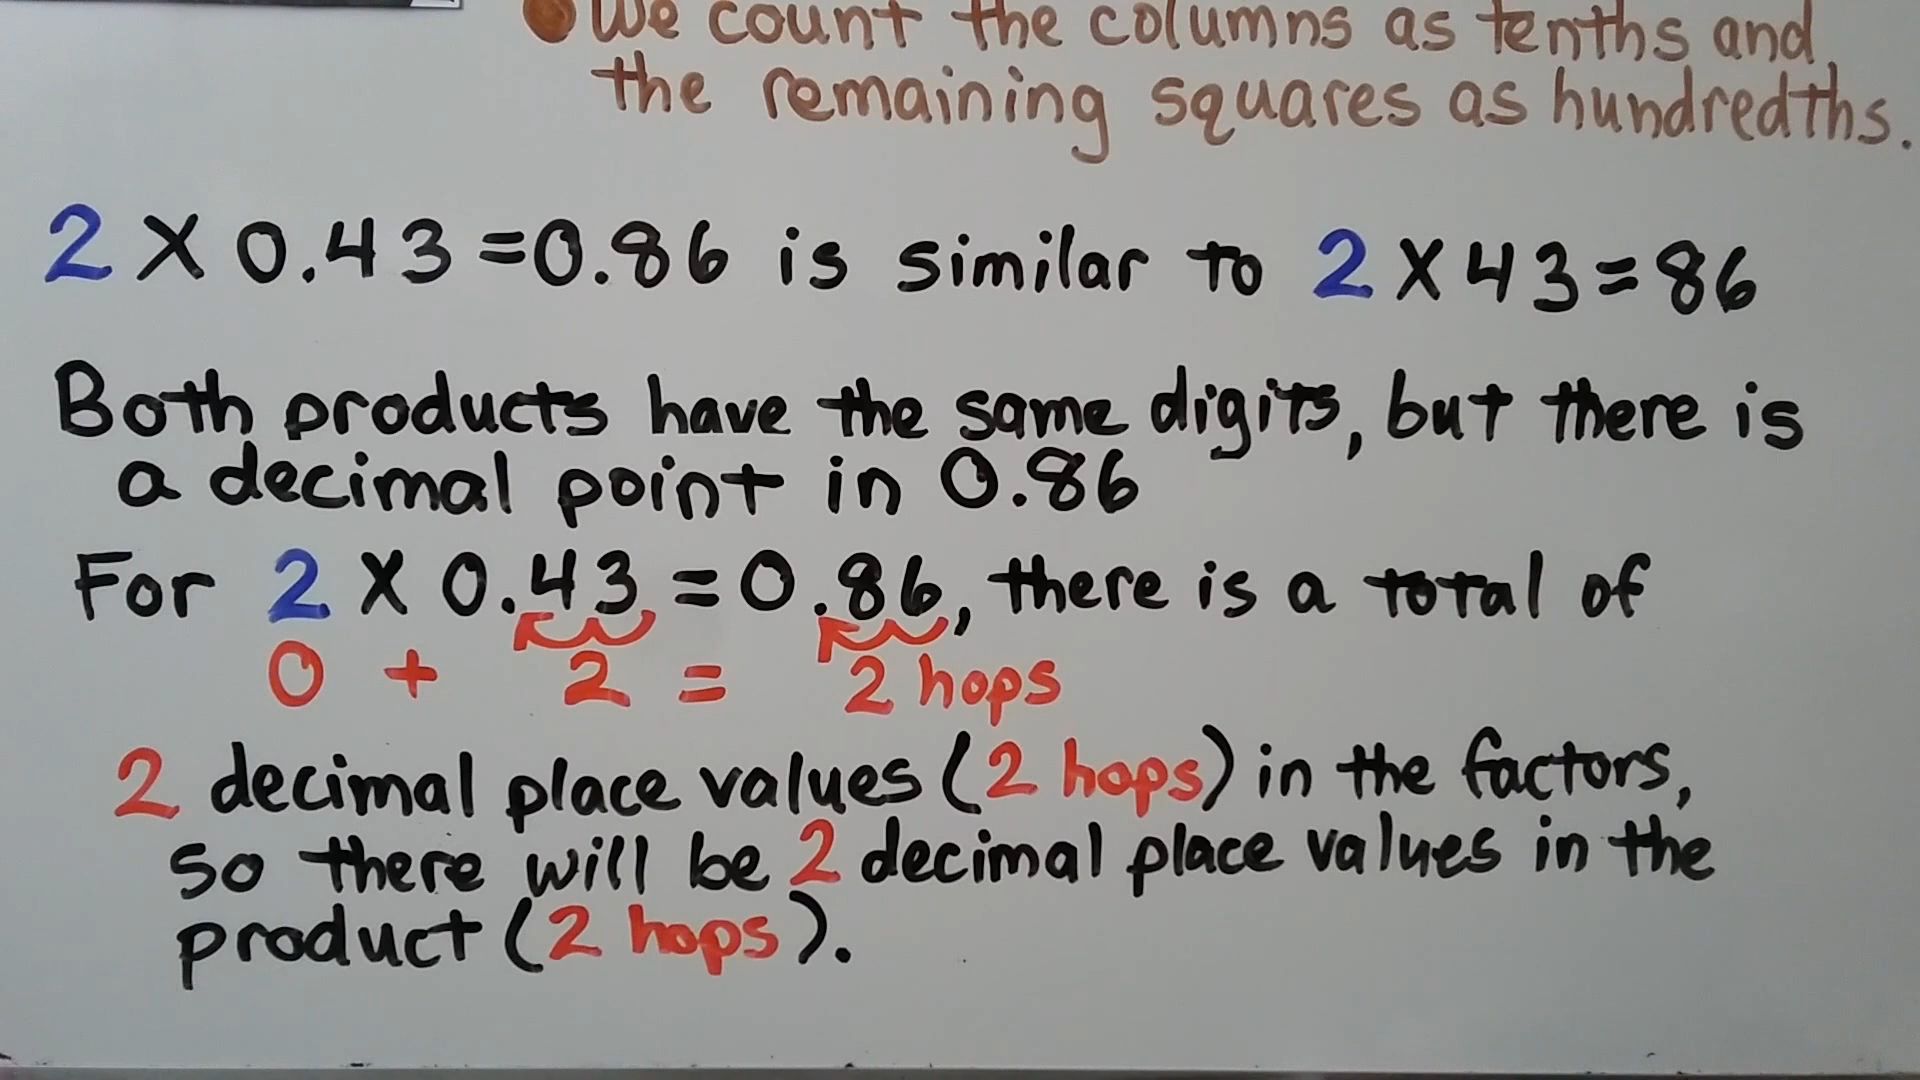 We count the columns as tenths and
the remaining squares as hundredths.
2 X 0.43 = 0.86 is similar to 2 X 43 = 86
Both products have the same digits, but there is
a decimal point in 0.86
For 2 X 0.43 = 0.86, there is a total of
0 + 2 = 2 hops
2 decimal place values (2 hops) in the factors,
so there will be 2 decimal place values in the
product (2 hops).